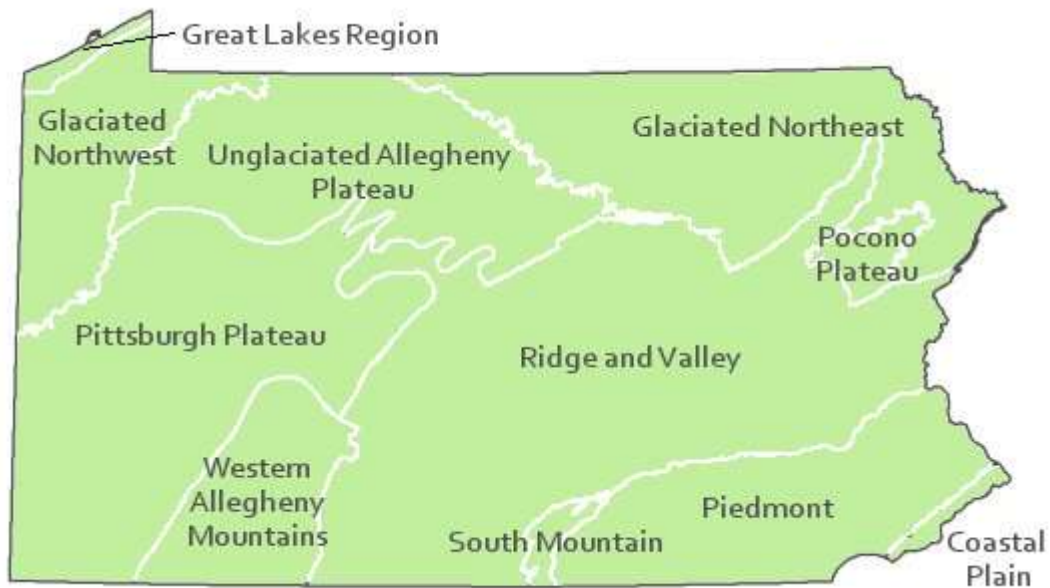 Great Lakes Region
Glaciated
Northwest
Unglaciated Allegheny
Plateau
Glaciated Northeast
Pocono
Plateau
Pittsburgh Plateau
Ridge and Valley
Western
Allegheny
Mountains
South Mountain
Piedmont
Coastal
Plain